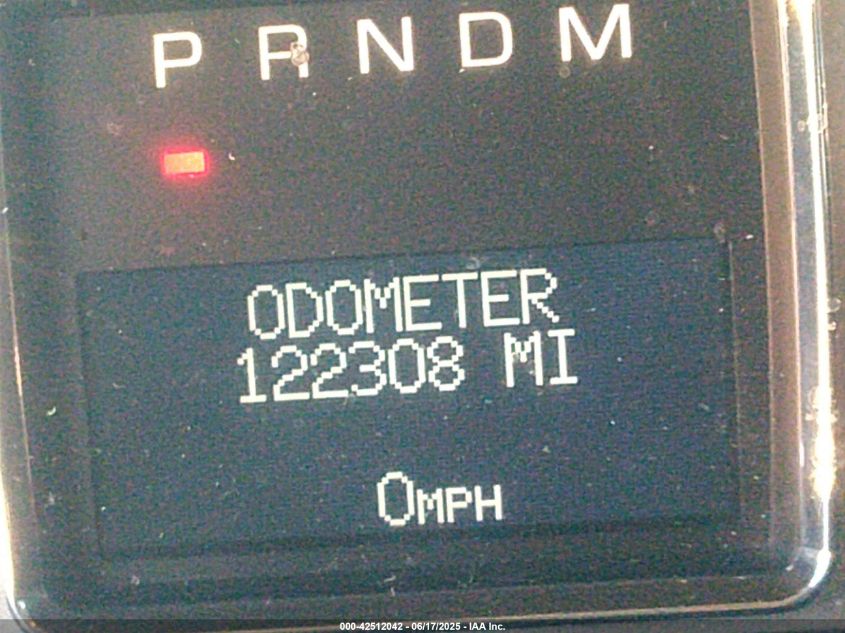 P R N D M
ODOMETER
122308 MI
0MPH
000-42512042 - 06/17/2025 - IAA Inc.